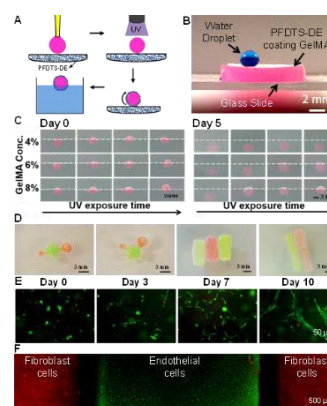 A
UV
PFDTS-DE
B
Water
Droplet
PFDTS-DE
coating GelMA
Glass Slide
2 mm
C
Day 0
Day 5
GelMA Conc.
4%
6%
8%
UV exposure time
UV exposure time
D
3 mm
3 mm
3 mm
3 mm
E
Day 0
Day 3
Day 7
Day 10
50 µ
F
Fibroblast
cells
Endothelial
cells
Fibroblast
cells
500 µ